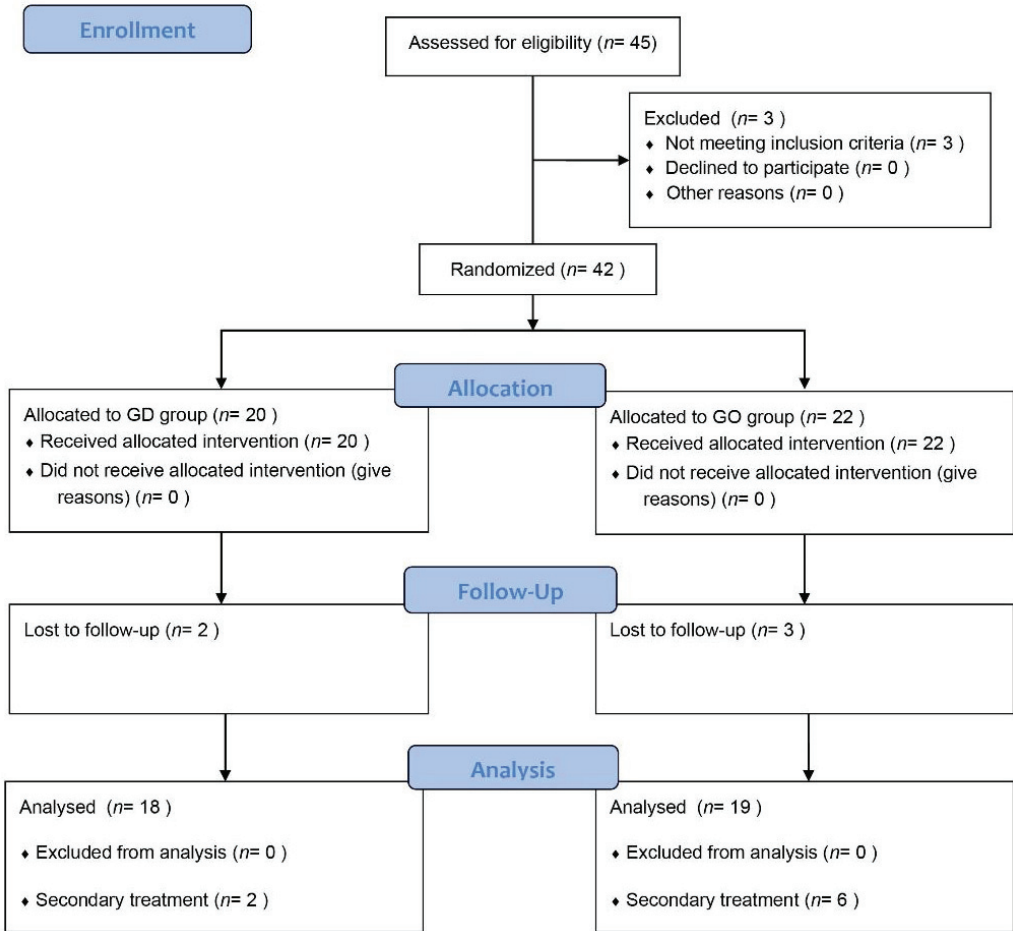 Enrollment
Assessed for eligibility (n= 45)
Excluded (n= 3 )
♦ Not meeting inclusion criteria (n= 3 )
♦ Declined to participate (n= 0 )
♦ Other reasons (n= 0 )
Randomized (n= 42 )
Allocation
Allocated to GD group (n= 20 )
♦ Received allocated intervention (n= 20 )
♦ Did not receive allocated intervention (give
reasons) (n= 0 )
Allocated to GO group (n= 22 )
♦ Received allocated intervention (n= 22 )
♦ Did not receive allocated intervention (give
reasons) (n= 0 )
Follow-Up
Lost to follow-up (n= 2 )
Lost to follow-up (n= 3 )
Analysis
Analysed (n= 18 )
♦ Excluded from analysis (n= 0 )
♦ Secondary treatment (n= 2 )
Analysed (n= 19 )
♦ Excluded from analysis (n= 0 )
♦ Secondary treatment (n= 6 )